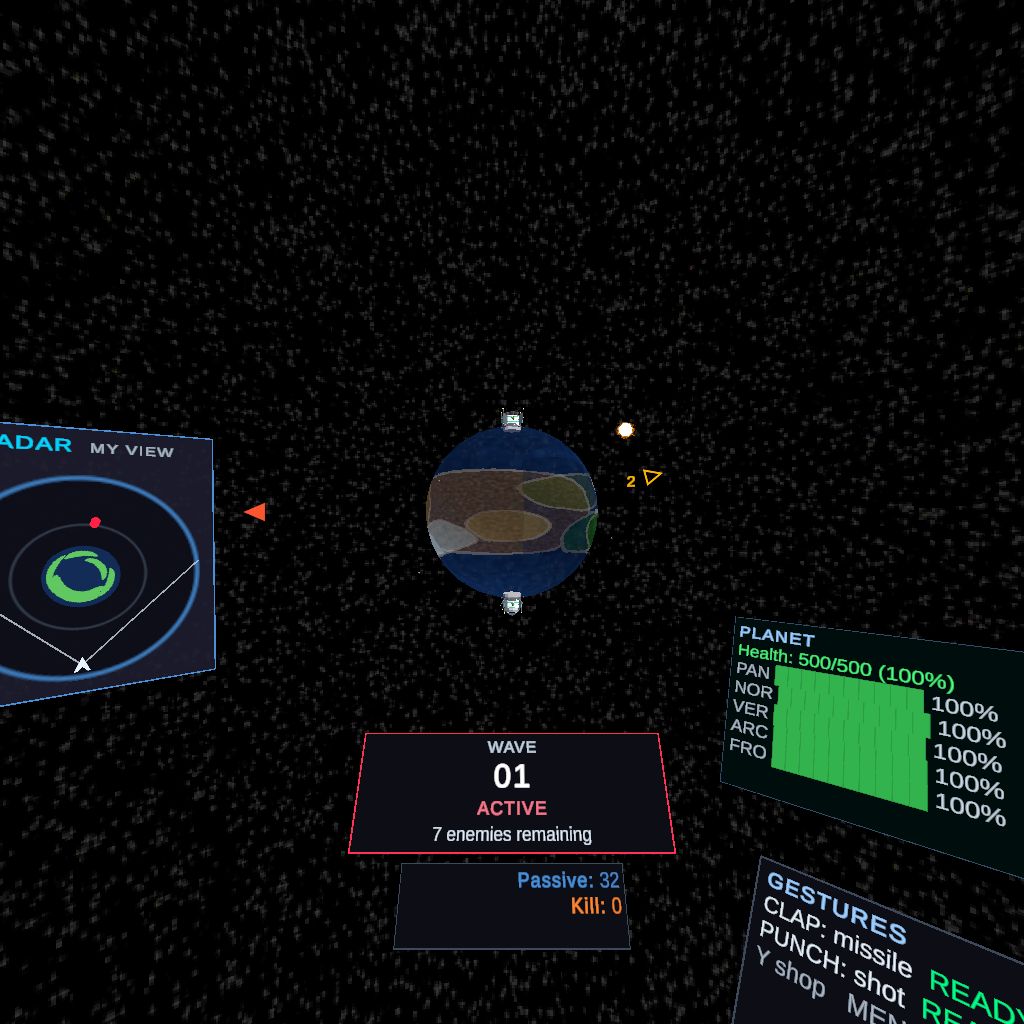 ADAR MY VIEW
2
PLANET
Health: 500/500 (100%)
PAN 100%
NOR 100%
VER 100%
ARC 100%
FRO 100%
WAVE
01
ACTIVE
7 enemies remaining
Passive: 32
Kill: 0
GESTURES
CLAP: missile READY
PUNCH: shot
Y shop